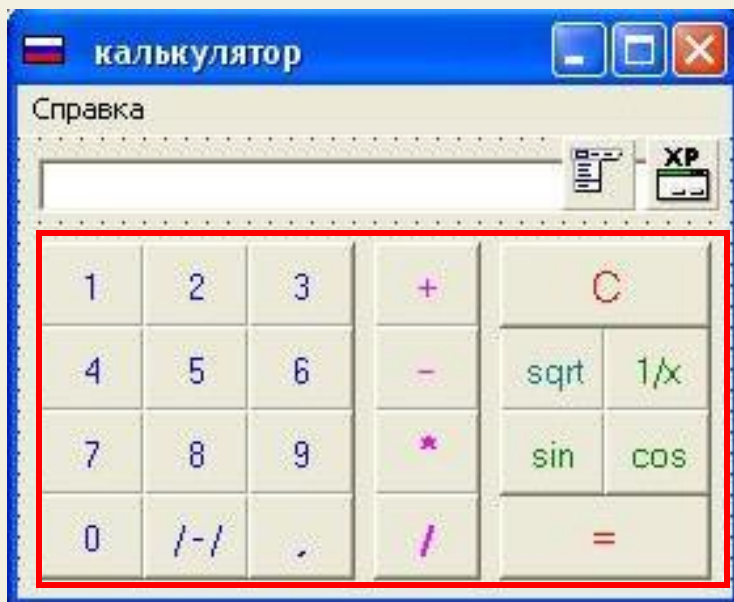 калькулятор
Справка
XP
1 2 3 + C
4 5 6 - sqrt 1/x
7 8 9 * sin cos
0 /-/ , / =